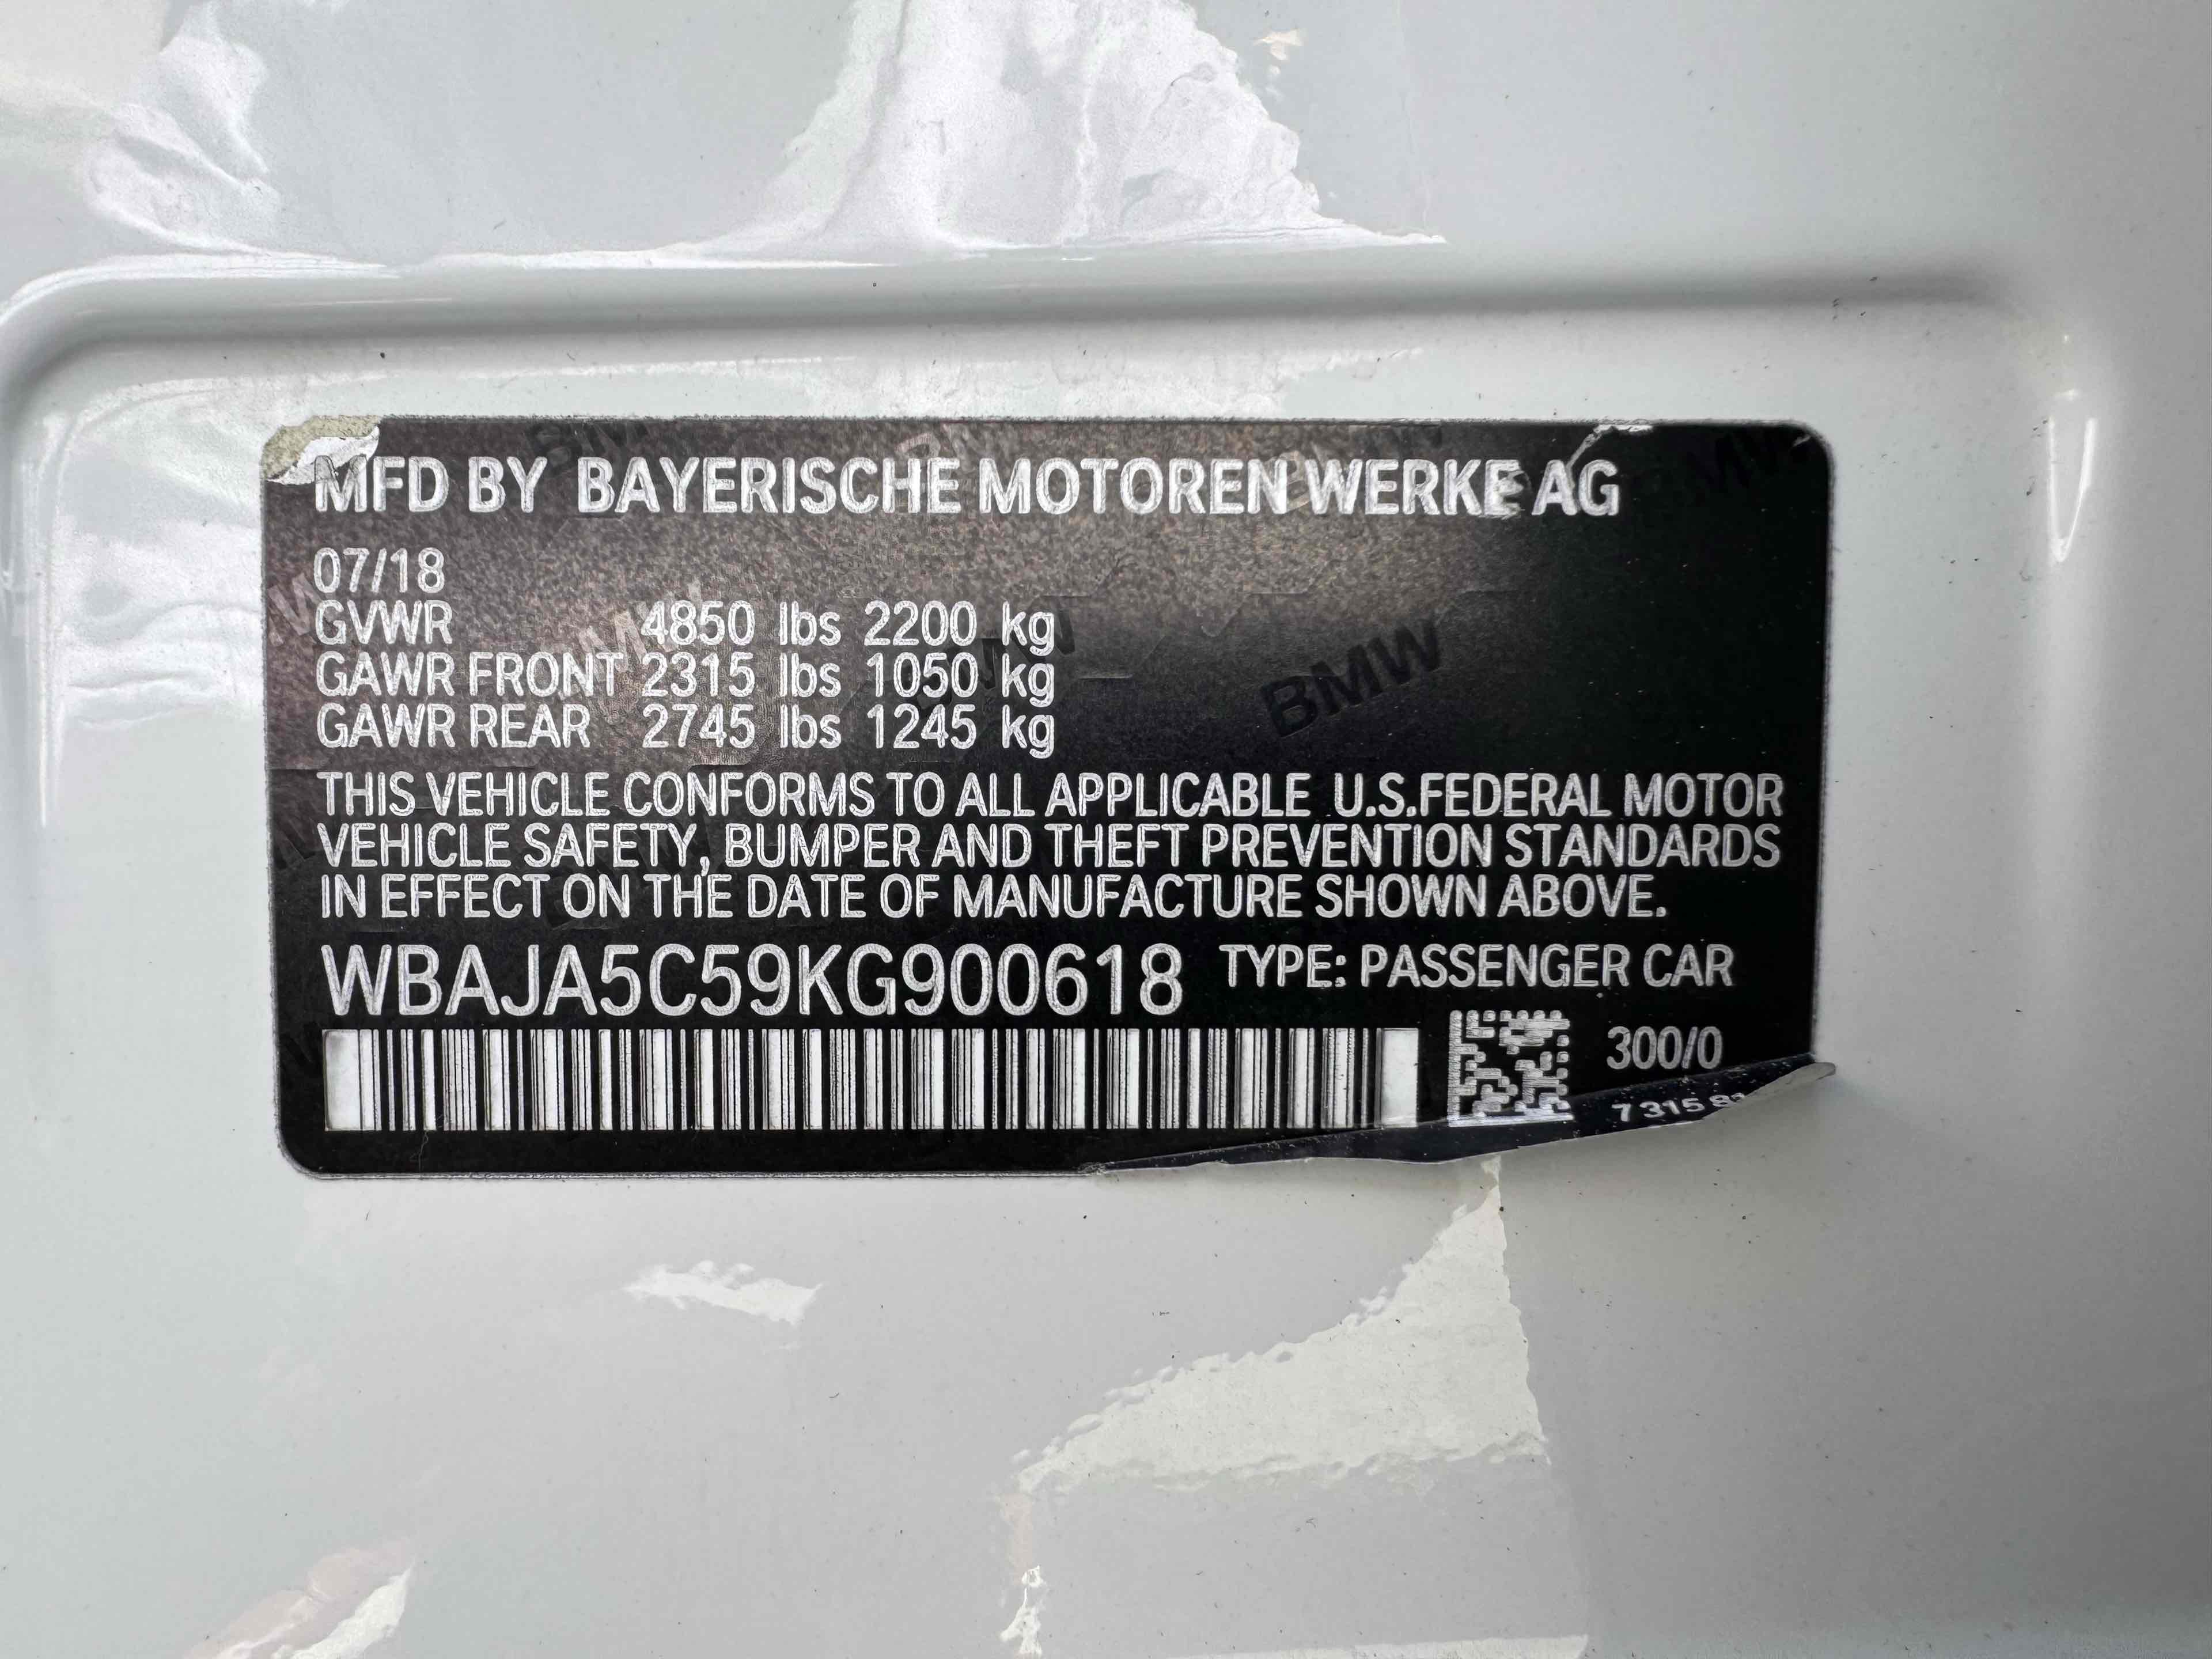 MFD BY BAYERISCHE MOTOREN WERKE AG
07/18
GVWR 4850 lbs 2200 kg
GAWR FRONT 2315 lbs 1050 kg
GAWR REAR 2745 lbs 1245 kg
BMW
THIS VEHICLE CONFORMS TO ALL APPLICABLE U.S.FEDERAL MOTOR
VEHICLE SAFETY, BUMPER AND THEFT PREVENTION STANDARDS
IN EFFECT ON THE DATE OF MANUFACTURE SHOWN ABOVE.
WBAJA5C59KG900618 TYPE: PASSENGER CAR
300/0